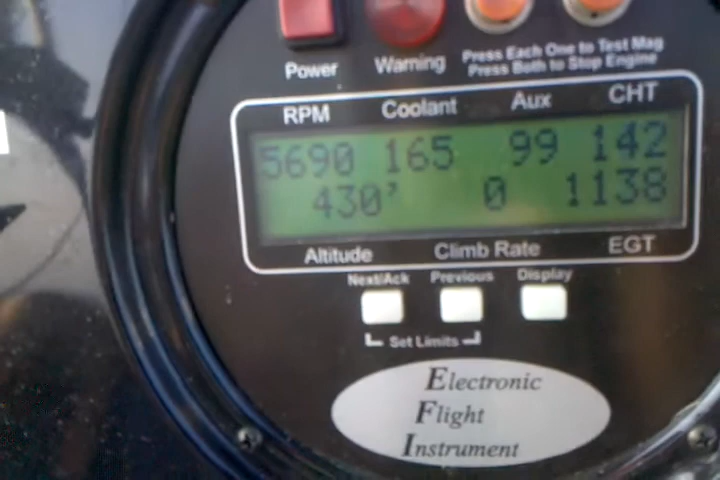 Power Warning Press Each One to Test Mag
Press Both to Stop Engine
RPM Coolant Aux CHT
5690 165 99 142
430' 0 1138
Altitude Climb Rate EGT
Next/Ack Previous Display
Set Limits
Electronic
Flight
Instrument